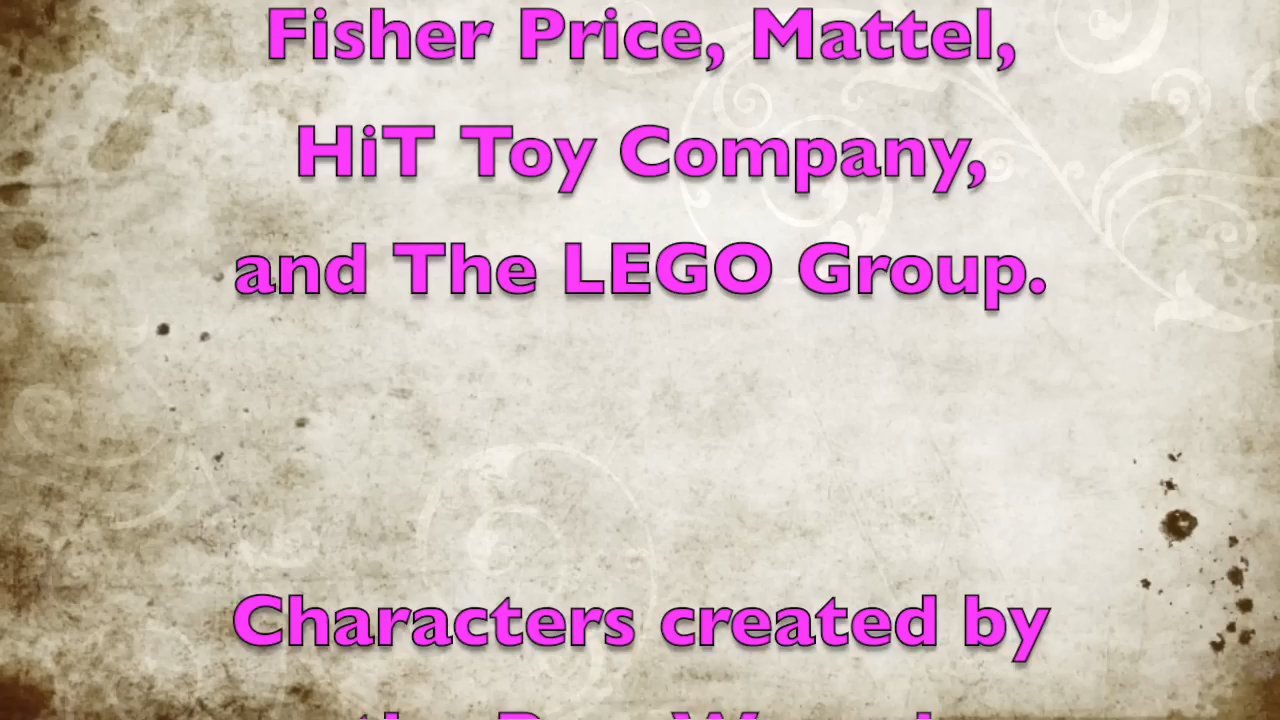 Fisher Price, Mattel,
HiT Toy Company,
and The LEGO Group.
Characters created by